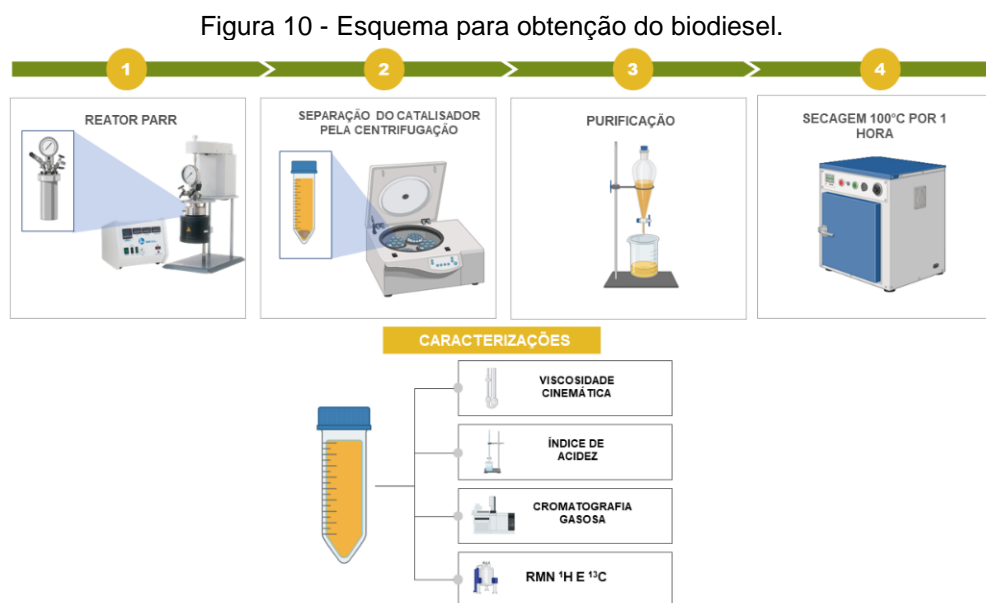 Figura 10 - Esquema para obtenção do biodiesel.
1
2
3
4
REATOR PARR
SEPARAÇÃO DO CATALISADOR
PELA CENTRIFUGAÇÃO
PURIFICAÇÃO
SECAGEM 100°C POR 1
HORA
CARACTERIZAÇÕES
VISCOSIDADE
CINEMÁTICA
ÍNDICE DE
ACIDEZ
CROMATOGRAFIA
GASOSA
RMN ¹H E ¹³C